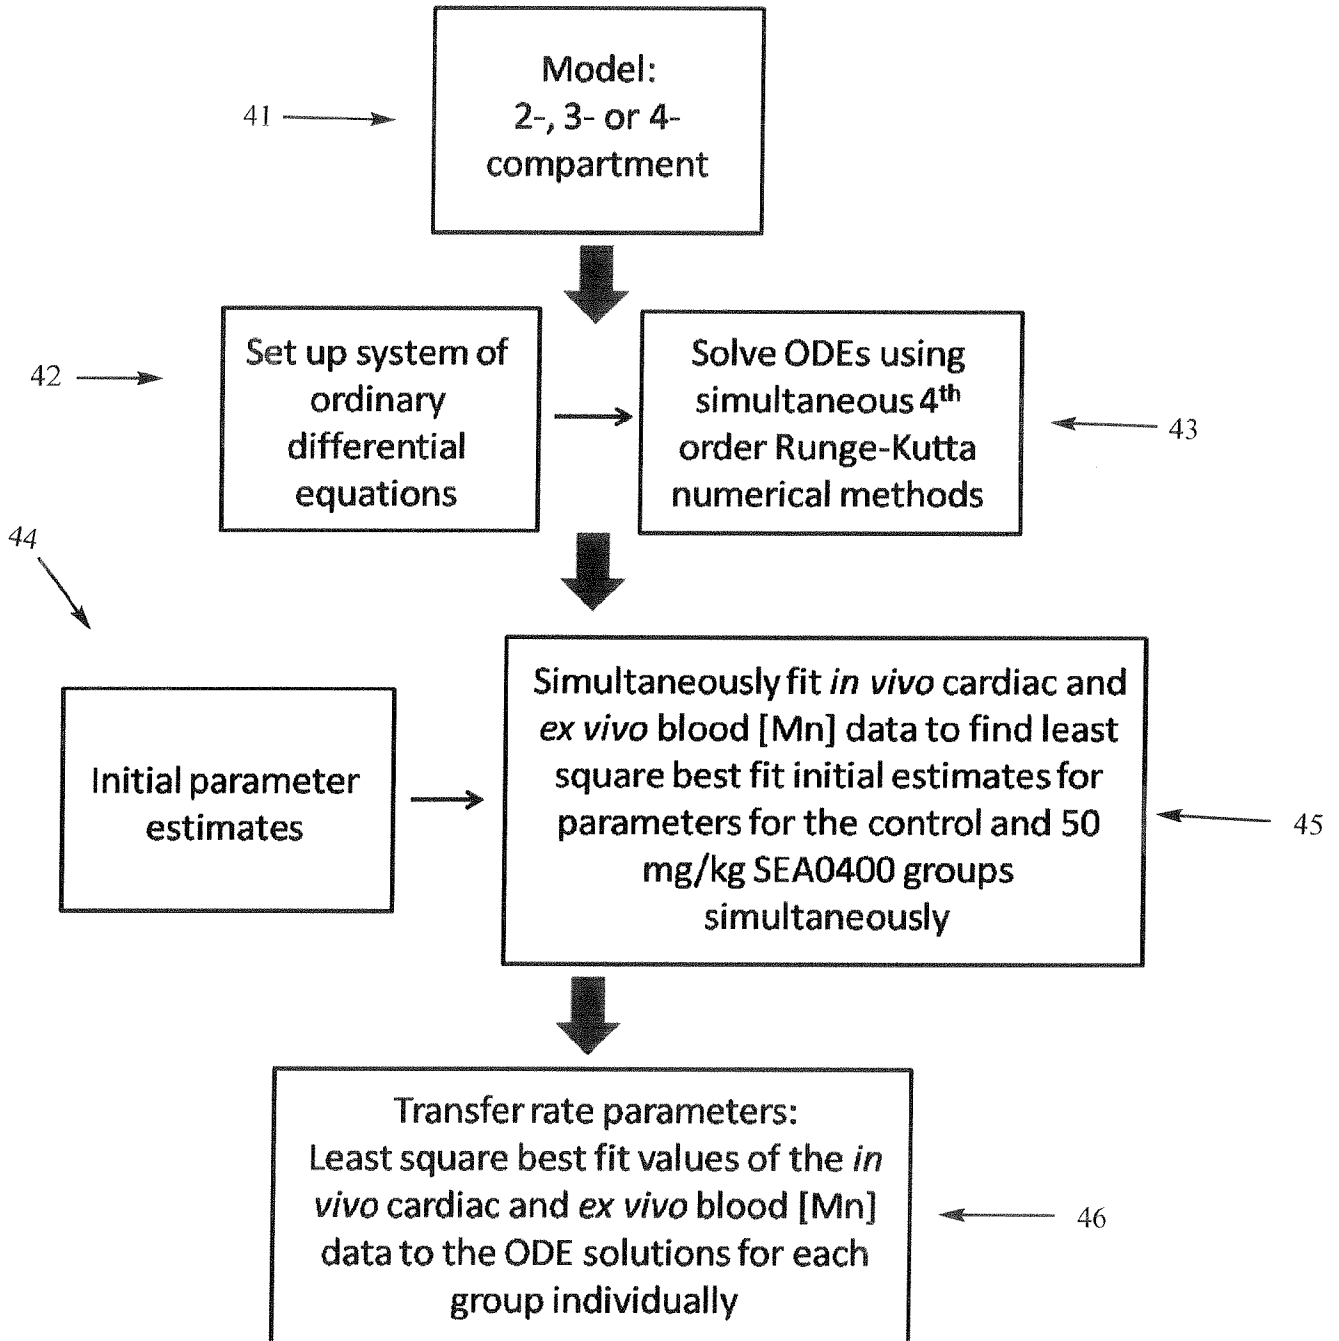 Model:
2-, 3- or 4-
compartment
41
Set up system of
ordinary
differential
equations
42
Solve ODEs using
simultaneous 4th
order Runge-Kutta
numerical methods
43
44
Initial parameter
estimates
Simultaneously fit in vivo cardiac and
ex vivo blood [Mn] data to find least
square best fit initial estimates for
parameters for the control and 50
mg/kg SEA0400 groups
simultaneously
45
Transfer rate parameters:
Least square best fit values of the in
vivo cardiac and ex vivo blood [Mn]
data to the ODE solutions for each
group individually
46